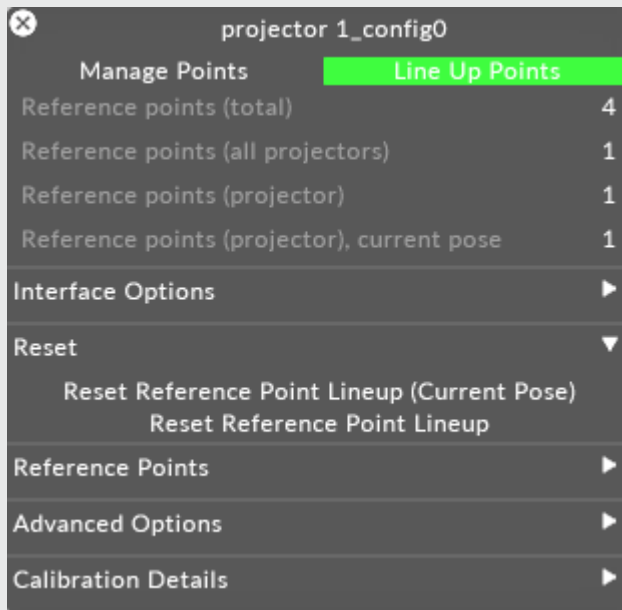 projector 1_config0
Manage Points Line Up Points
Reference points (total) 4
Reference points (all projectors) 1
Reference points (projector) 1
Reference points (projector), current pose 1
Interface Options
Reset
Reset Reference Point Lineup (Current Pose)
Reset Reference Point Lineup
Reference Points
Advanced Options
Calibration Details